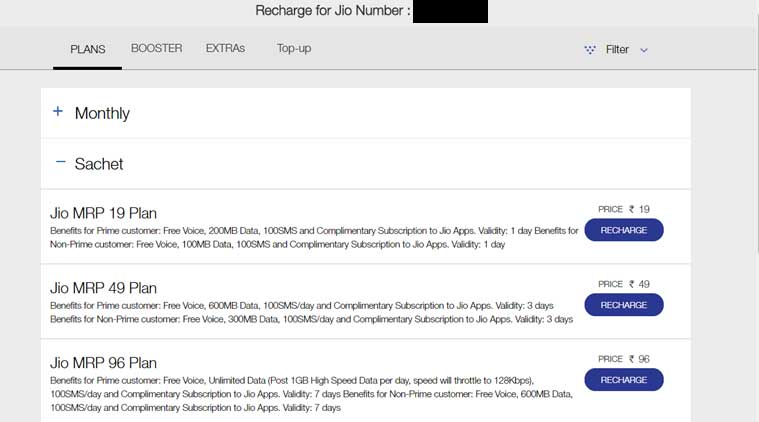 Recharge for Jio Number :
PLANS BOOSTER EXTRAs Top-up Filter
+ Monthly
− Sachet
Jio MRP 19 Plan
PRICE ₹ 19
Benefits for Prime customer: Free Voice, 200MB Data, 100SMS and Complimentary Subscription to Jio Apps. Validity: 1 day Benefits for
Non-Prime customer: Free Voice, 100MB Data, 100SMS and Complimentary Subscription to Jio Apps. Validity: 1 day
RECHARGE
Jio MRP 49 Plan
PRICE ₹ 49
Benefits for Prime customer: Free Voice, 600MB Data, 100SMS/day and Complimentary Subscription to Jio Apps. Validity: 3 days
Benefits for Non-Prime customer: Free Voice, 300MB Data, 100SMS/day and Complimentary Subscription to Jio Apps. Validity: 3 days
RECHARGE
Jio MRP 96 Plan
PRICE ₹ 96
Benefits for Prime customer: Free Voice, Unlimited Data (Post 1GB High Speed Data per day, speed will throttle to 128Kbps),
100SMS/day and Complimentary Subscription to Jio Apps. Validity: 7 days Benefits for Non-Prime customer: Free Voice, 600MB Data,
100SMS/day and Complimentary Subscription to Jio Apps. Validity: 7 days
RECHARGE